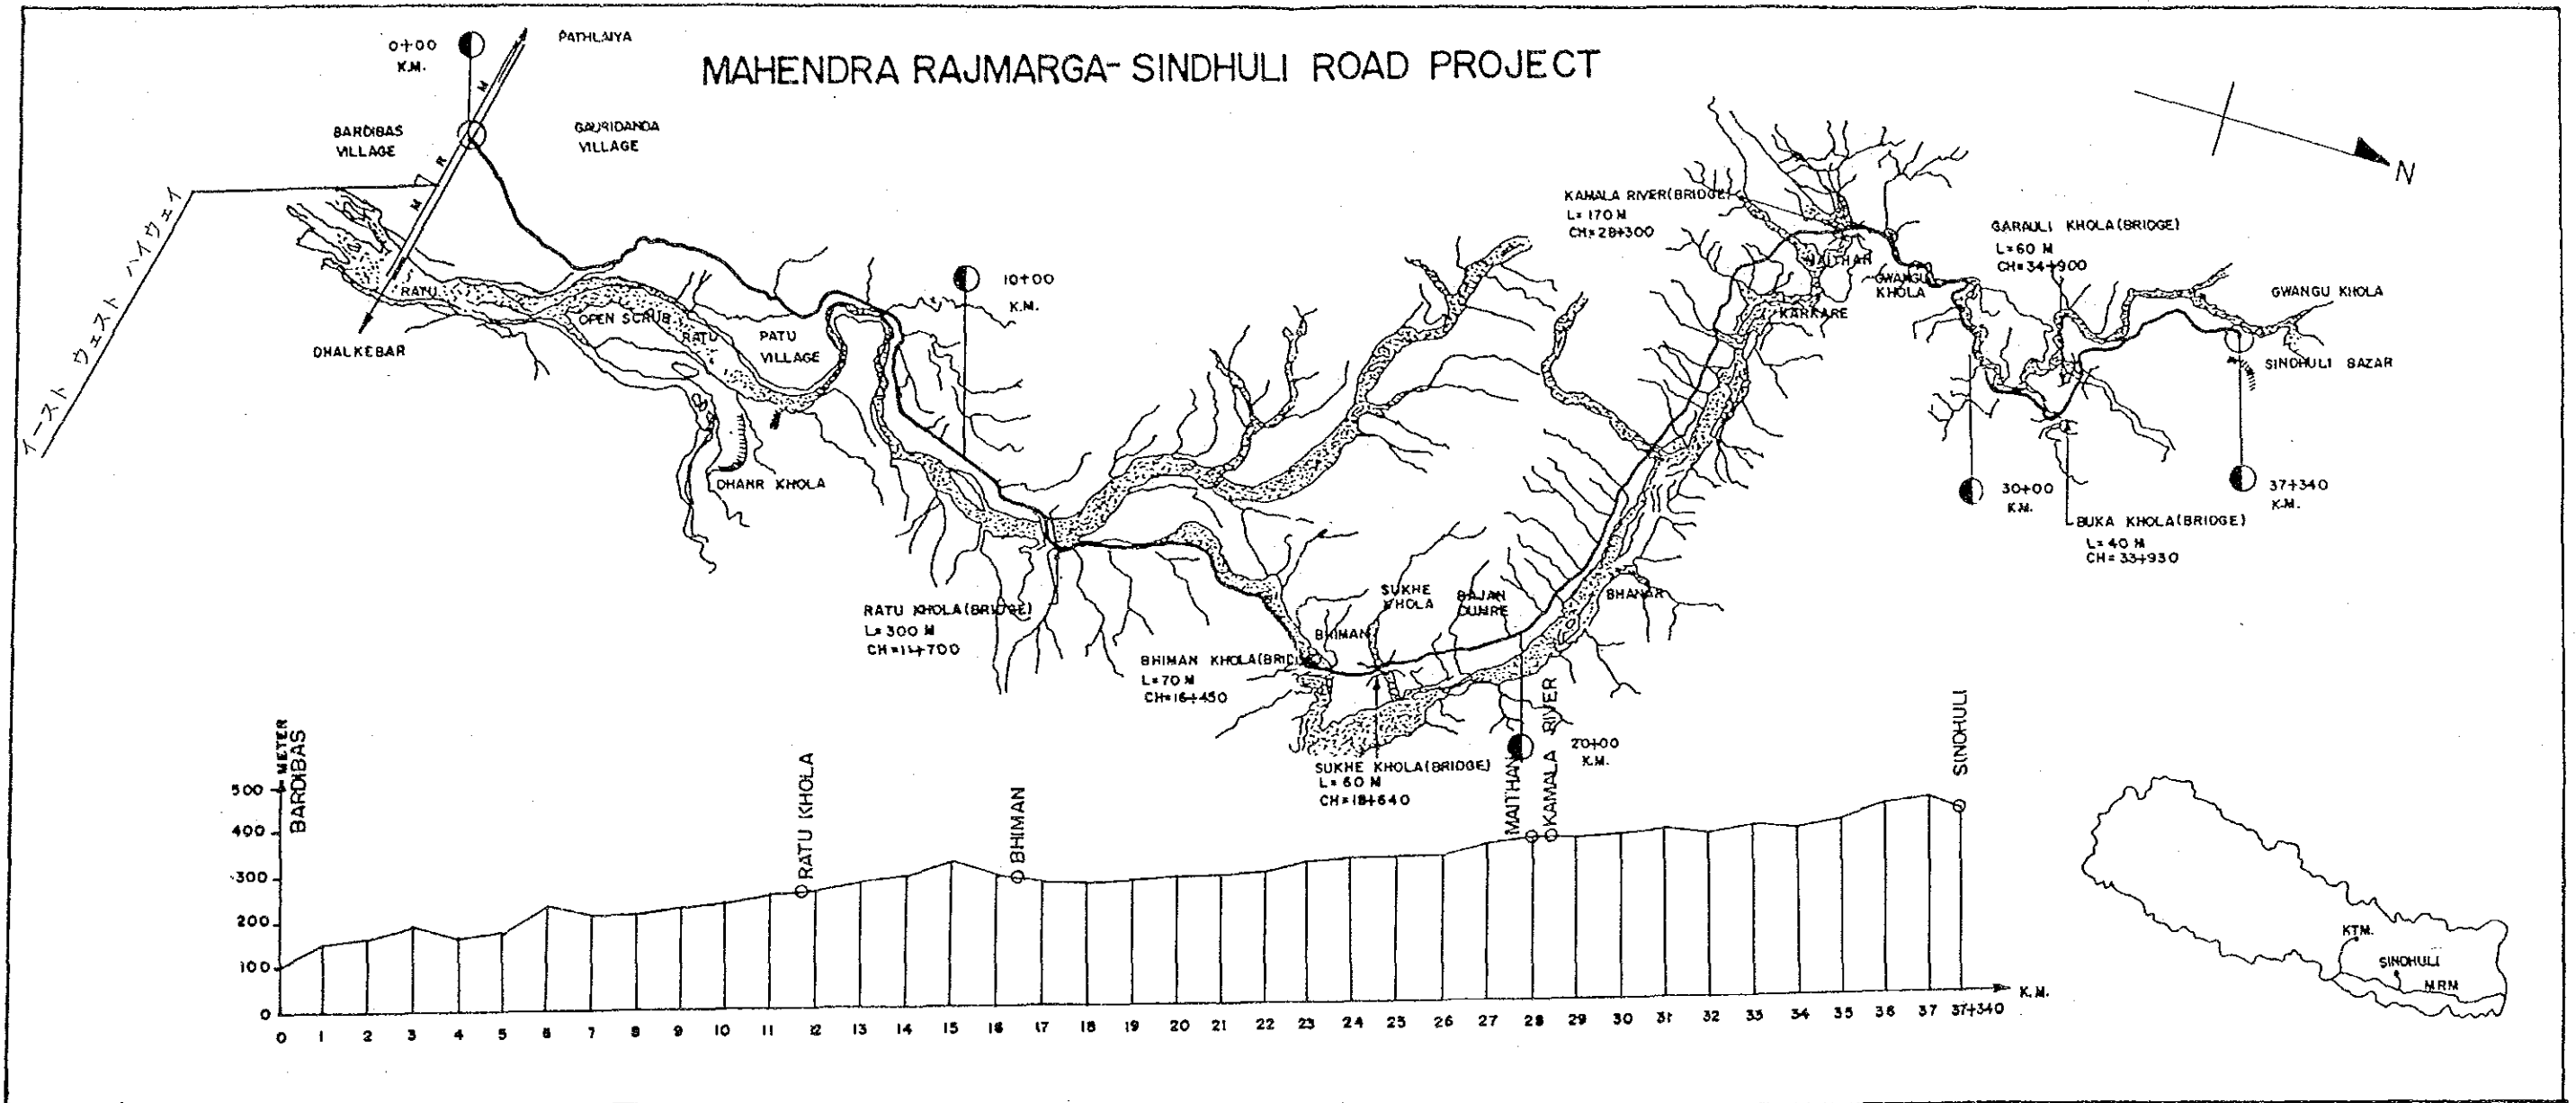 MAHENDRA RAJMARGA-SINDHULI ROAD PROJECT
0+00
K.M.
PATHLAIYA
BARDIBAS
VILLAGE
GAURIDANDA
VILLAGE
M R M
イースト ウェスト ハイウェイ
DHALKEBAR
RATU
OPEN SCRUB
RATU
PATU
VILLAGE
DHANR KHOLA
10+00
K.M.
RATU KHOLA(BRIDGE)
L=300 M
CH=11+700
BHIMAN KHOLA(BRIDGE)
L=70 M
CH=16+450
BHIMAN
SUKHE
KHOLA
BAJAN
DUMRE
BHANAR
SUKHE KHOLA(BRIDGE)
L=60 M
CH=18+640
20+00
K.M.
KAMALA RIVER(BRIDGE)
L=170 M
CH=28+300
MAITHAN
KARKARE
GWANGU
KHOLA
GARAULI KHOLA(BRIDGE)
L=60 M
CH=34+900
GWANGU KHOLA
SINDHULI BAZAR
30+00
K.M.
37+340
K.M.
BUKA KHOLA(BRIDGE)
L=40 M
CH=33+930
N
METER
BARDIBAS
RATU KHOLA
BHIMAN
MAITHAN
KAMALA RIVER
SINDHULI
500
400
300
200
100
0
0 1 2 3 4 5 6 7 8 9 10 11 12 13 14 15 16 17 18 19 20 21 22 23 24 25 26 27 28 29 30 31 32 33 34 35 36 37 37+340
K.M.
KTM.
SINDHULI
MRM